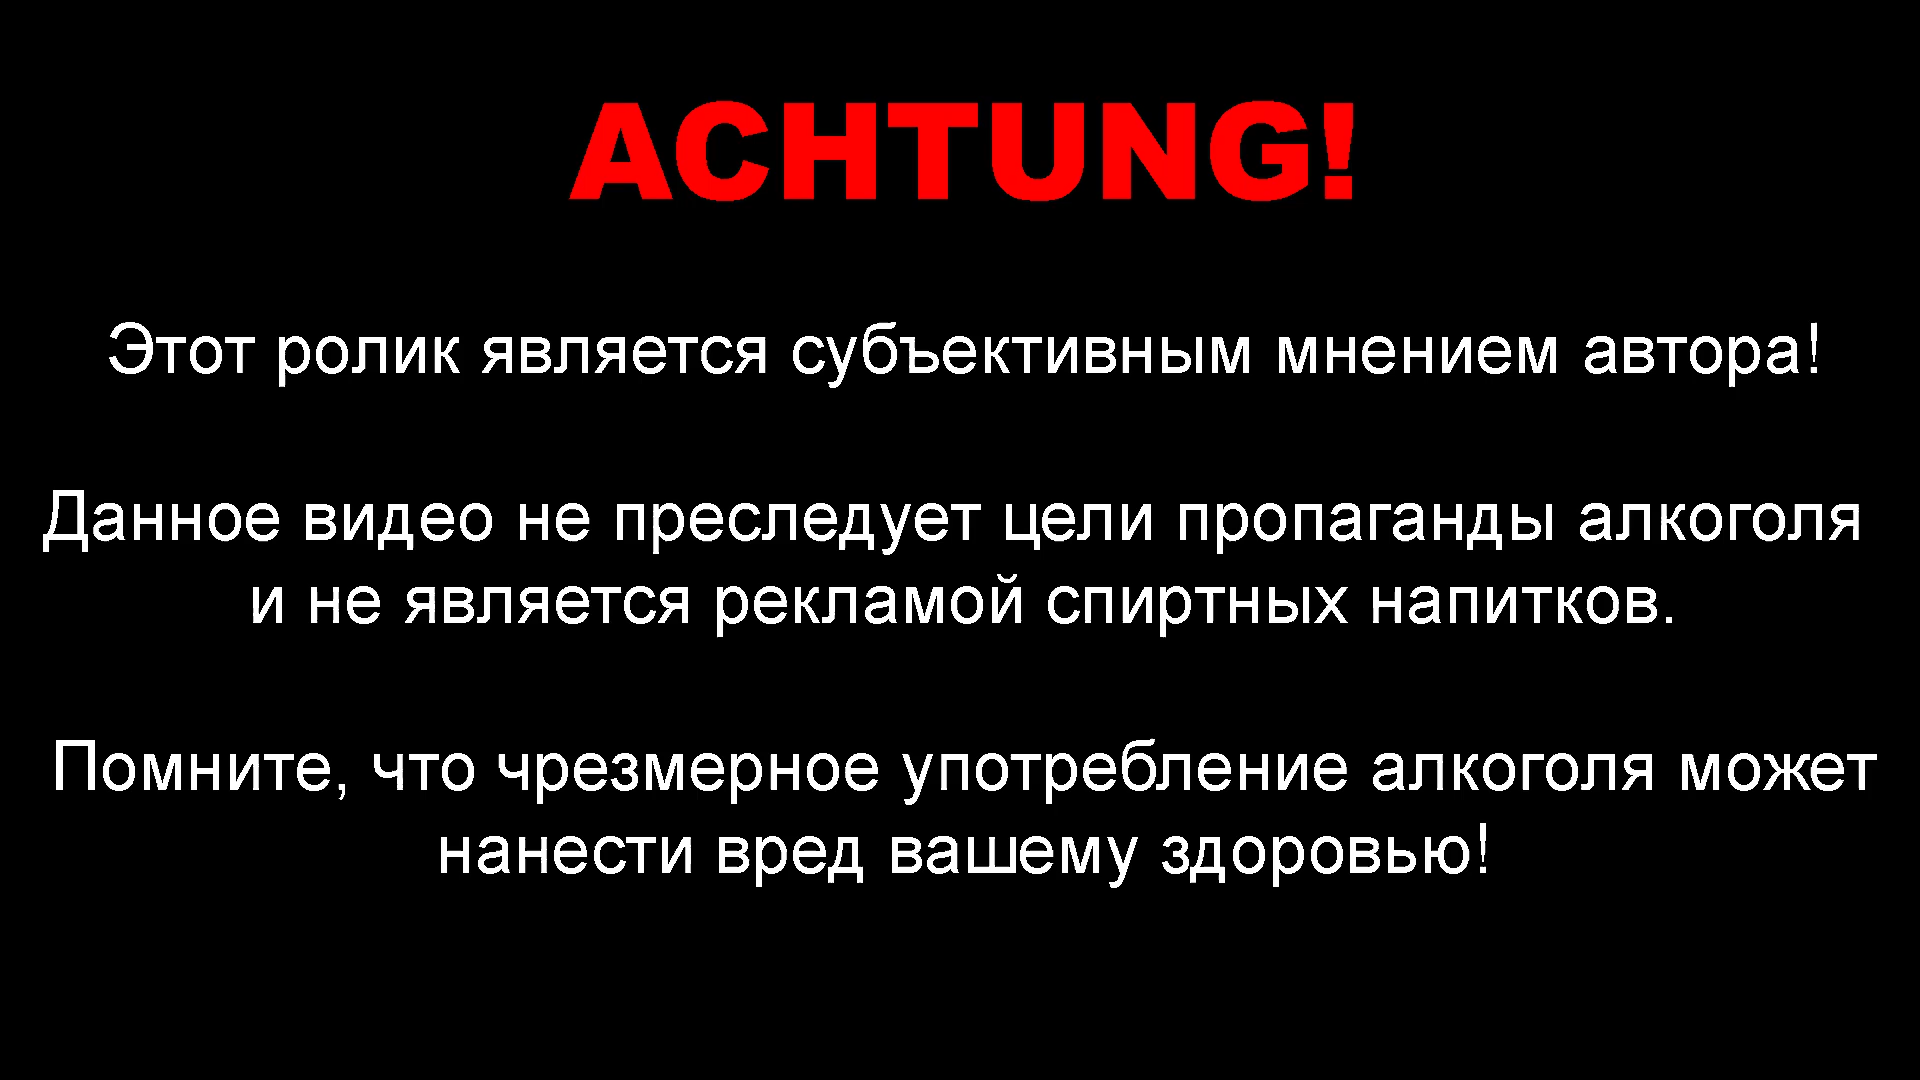 ACHTUNG!
Этот ролик является субъективным мнением автора!
Данное видео не преследует цели пропаганды алкоголя
и не является рекламой спиртных напитков.
Помните, что чрезмерное употребление алкоголя может
нанести вред вашему здоровью!